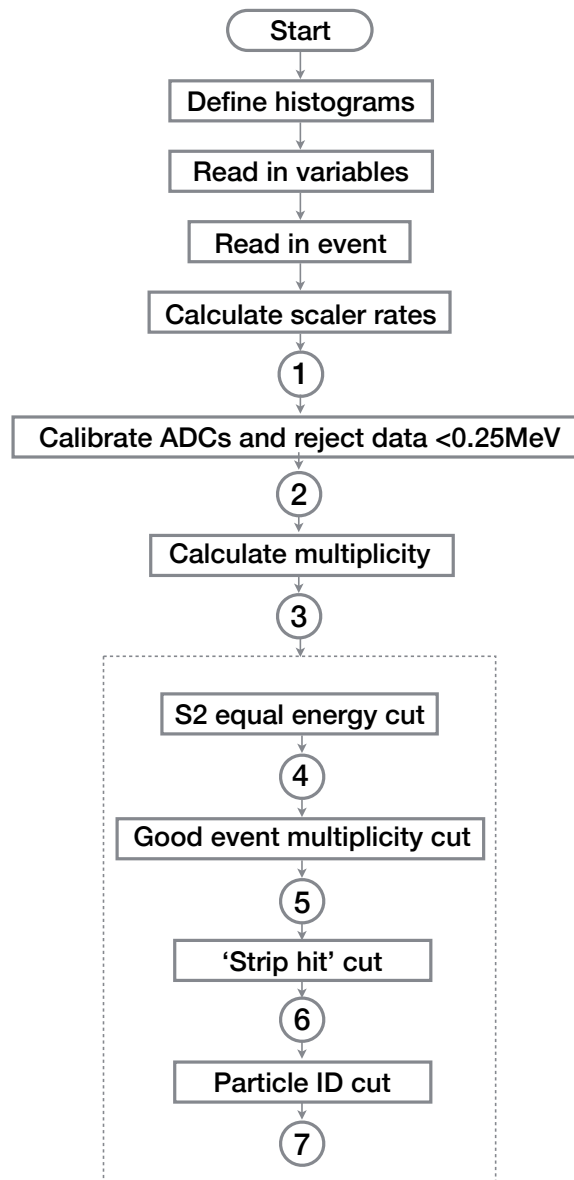 Start
Define histograms
Read in variables
Read in event
Calculate scaler rates
1
Calibrate ADCs and reject data <0.25MeV
2
Calculate multiplicity
3
S2 equal energy cut
4
Good event multiplicity cut
5
‘Strip hit’ cut
6
Particle ID cut
7